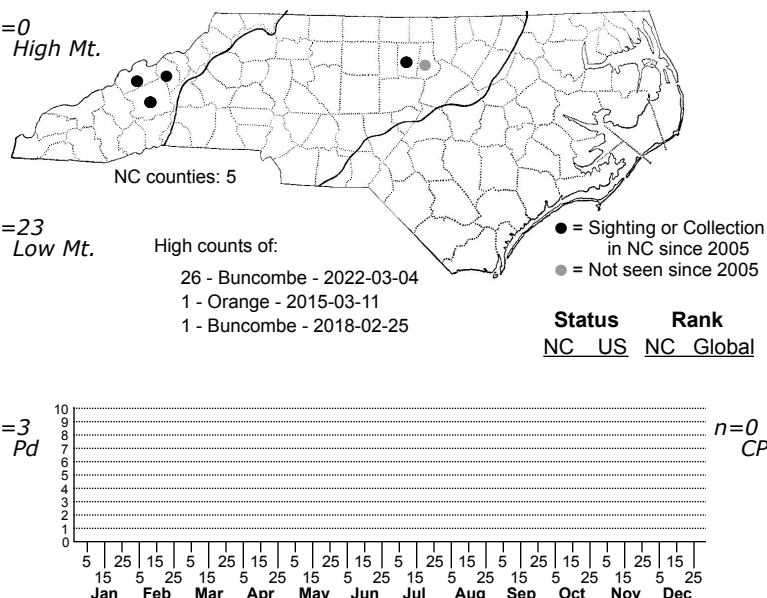 =0
High Mt.
NC counties: 5
=23
Low Mt.
High counts of:
26 - Buncombe - 2022-03-04
1 - Orange - 2015-03-11
1 - Buncombe - 2018-02-25
= Sighting or Collection
in NC since 2005
= Not seen since 2005
Status Rank
NC US NC Global
=3
Pd
n=0
CP
10
9
8
7
6
5
4
3
2
1
0
5 25 15 5 25 15 5 25 15 5 25 15 5 25 15 5 25 15
15 5 25 15 5 25 15 5 25 15 5 25 15 5 25 15 5 25
Jan Feb Mar Apr May Jun Jul Aug Sep Oct Nov Dec